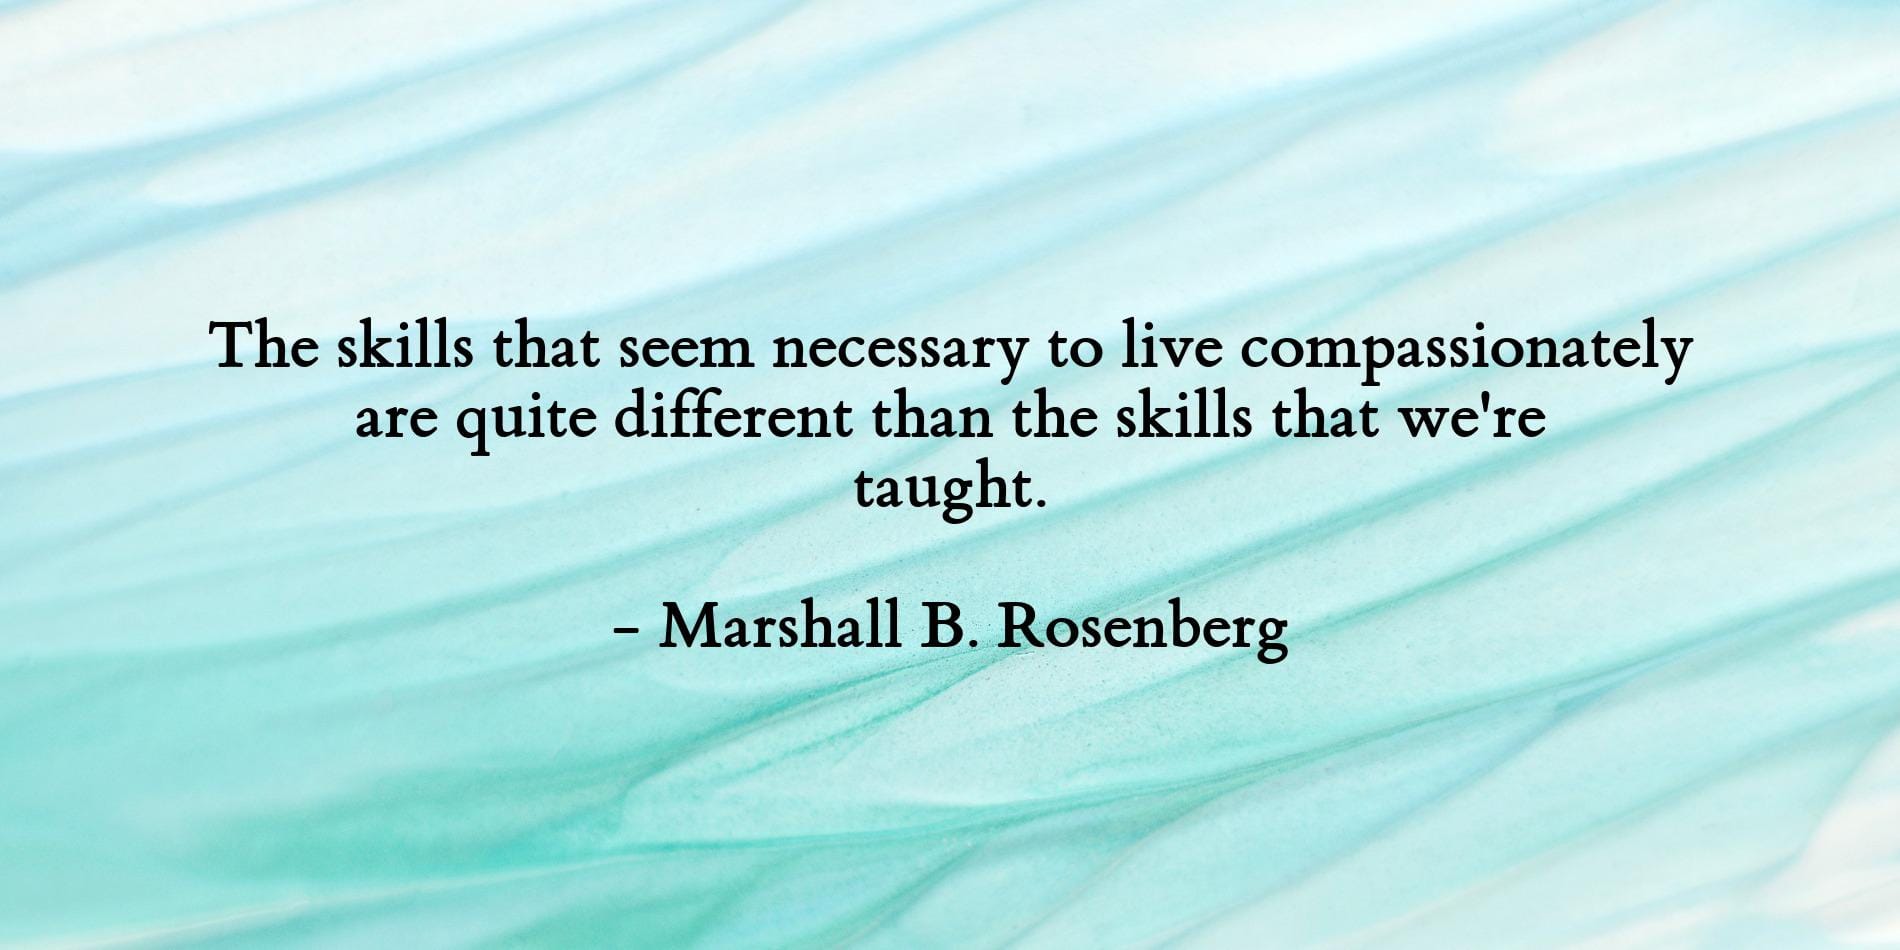 The skills that seem necessary to live compassionately
are quite different than the skills that we're
taught.
- Marshall B. Rosenberg